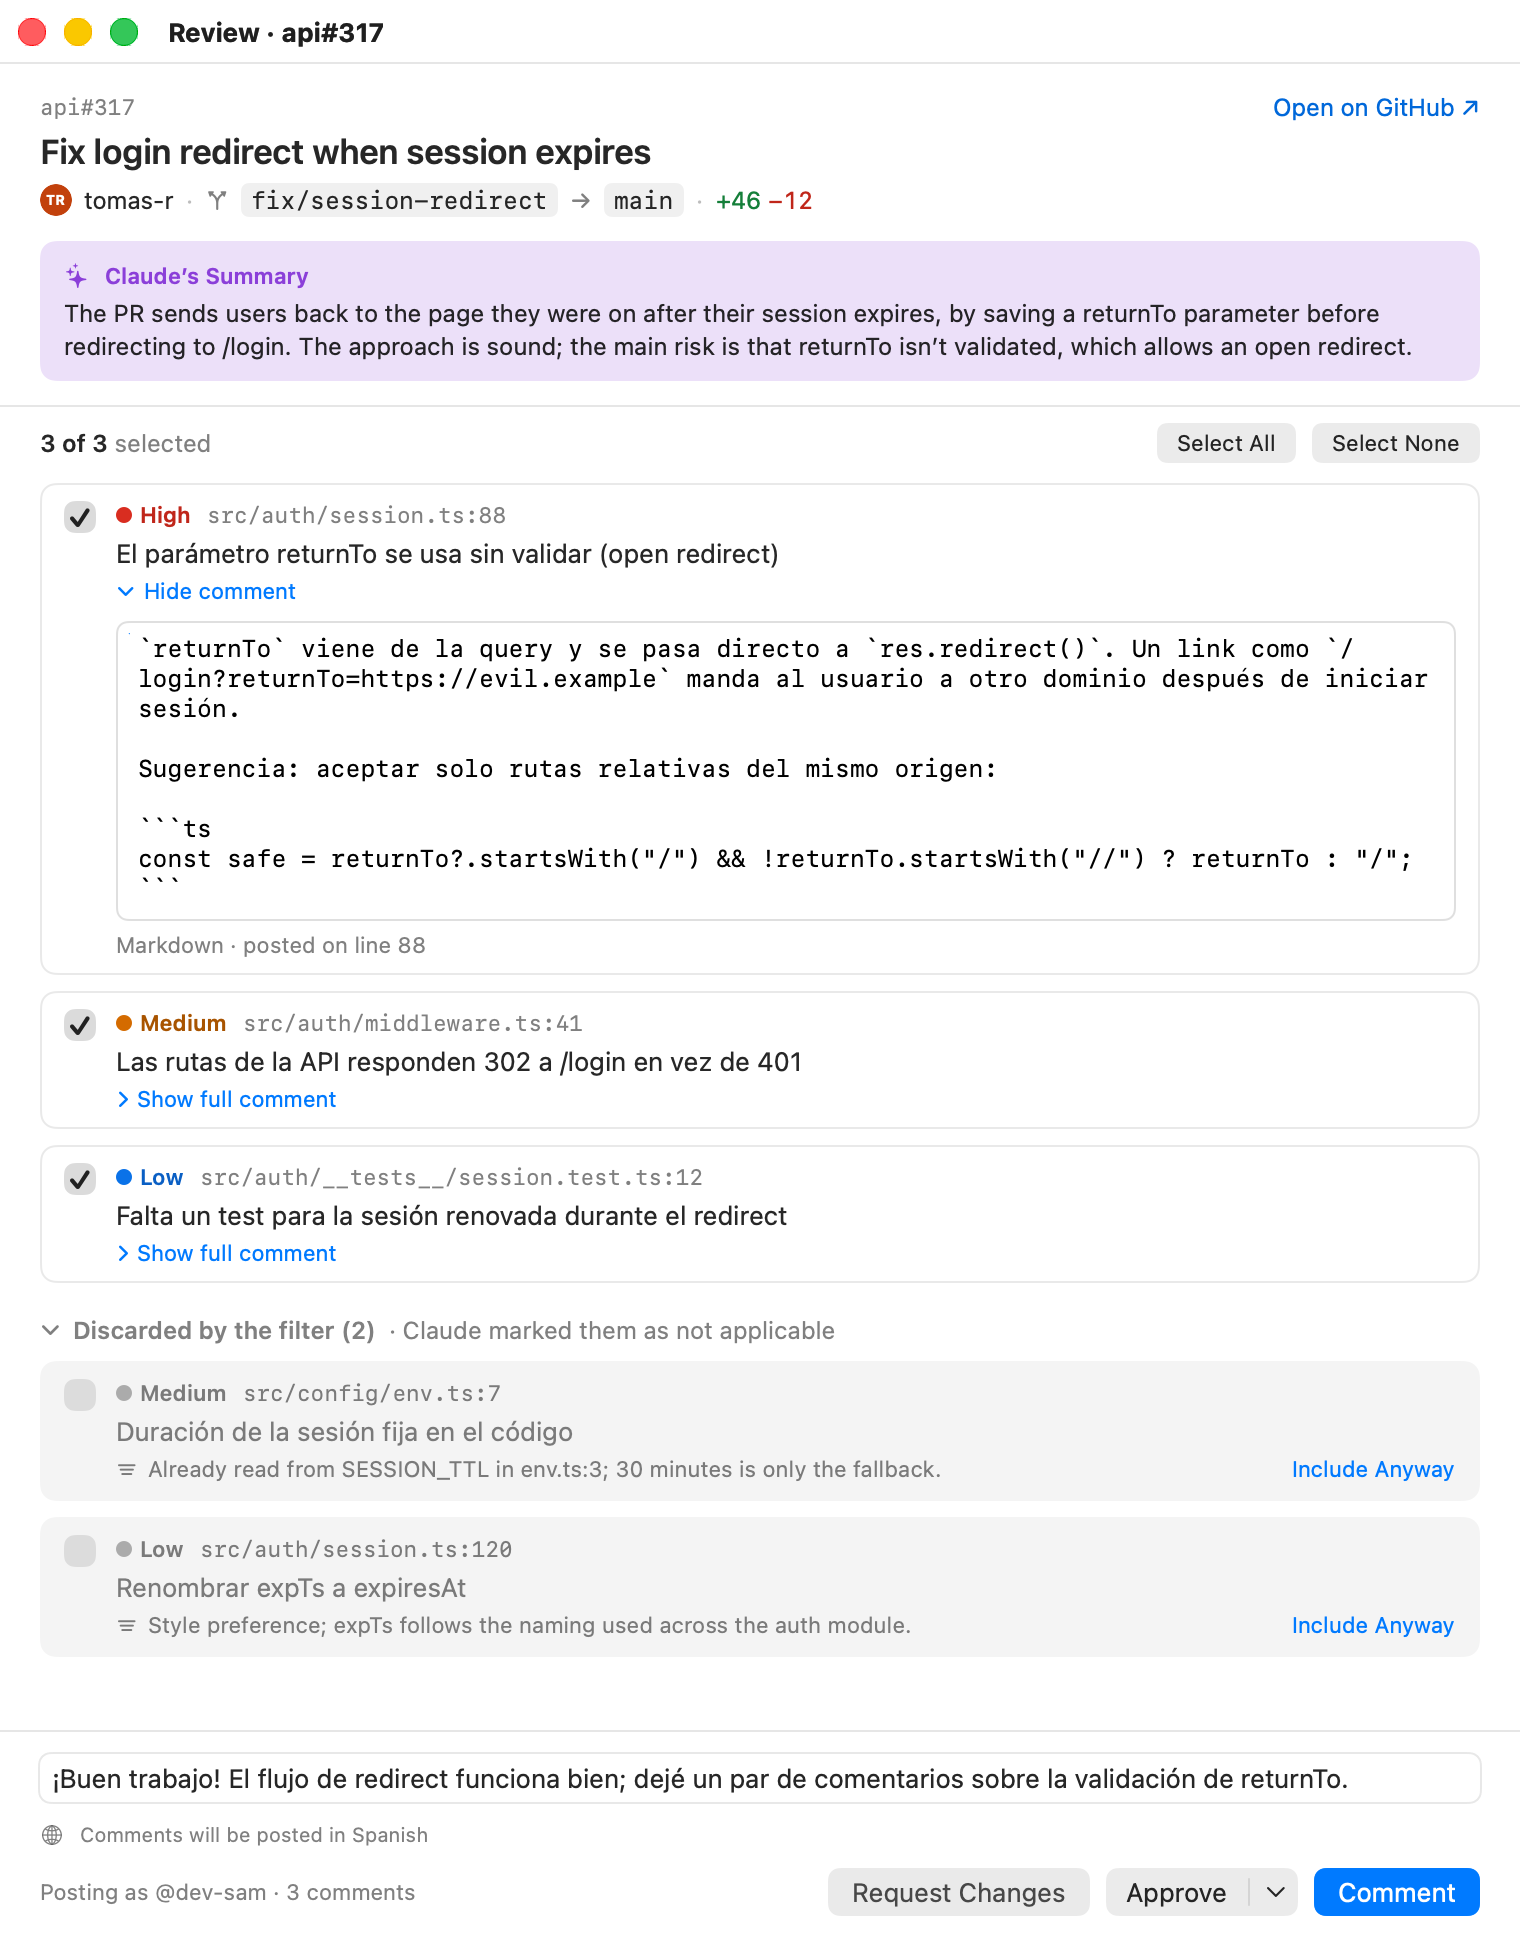 Review · api#317
api#317
Open on GitHub ↗
Fix login redirect when session expires
TR tomas-r · fix/session-redirect → main · +46 −12
Claude’s Summary
The PR sends users back to the page they were on after their session expires, by saving a returnTo parameter before
redirecting to /login. The approach is sound; the main risk is that returnTo isn’t validated, which allows an open redirect.
3 of 3 selected
Select All
Select None
High src/auth/session.ts:88
El parámetro returnTo se usa sin validar (open redirect)
Hide comment
`returnTo` viene de la query y se pasa directo a `res.redirect()`. Un link como `/
login?returnTo=https://evil.example` manda al usuario a otro dominio después de iniciar
sesión.
Sugerencia: aceptar solo rutas relativas del mismo origen:
```ts
const safe = returnTo?.startsWith("/") && !returnTo.startsWith("//") ? returnTo : "/";
```
Markdown · posted on line 88
Medium src/auth/middleware.ts:41
Las rutas de la API responden 302 a /login en vez de 401
Show full comment
Low src/auth/__tests__/session.test.ts:12
Falta un test para la sesión renovada durante el redirect
Show full comment
Discarded by the filter (2) · Claude marked them as not applicable
Medium src/config/env.ts:7
Duración de la sesión fija en el código
Already read from SESSION_TTL in env.ts:3; 30 minutes is only the fallback.
Include Anyway
Low src/auth/session.ts:120
Renombrar expTs a expiresAt
Style preference; expTs follows the naming used across the auth module.
Include Anyway
¡Buen trabajo! El flujo de redirect funciona bien; dejé un par de comentarios sobre la validación de returnTo.
Comments will be posted in Spanish
Posting as @dev-sam · 3 comments
Request Changes
Approve
Comment